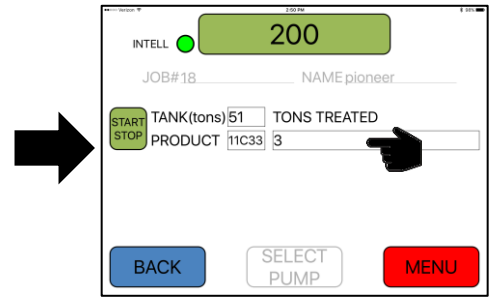 Verizon 2:50 PM
INTELL 200
JOB# 18 NAME pioneer
START STOP
TANK(tons) 51 TONS TREATED
PRODUCT 11C33 3
BACK
SELECT PUMP
MENU